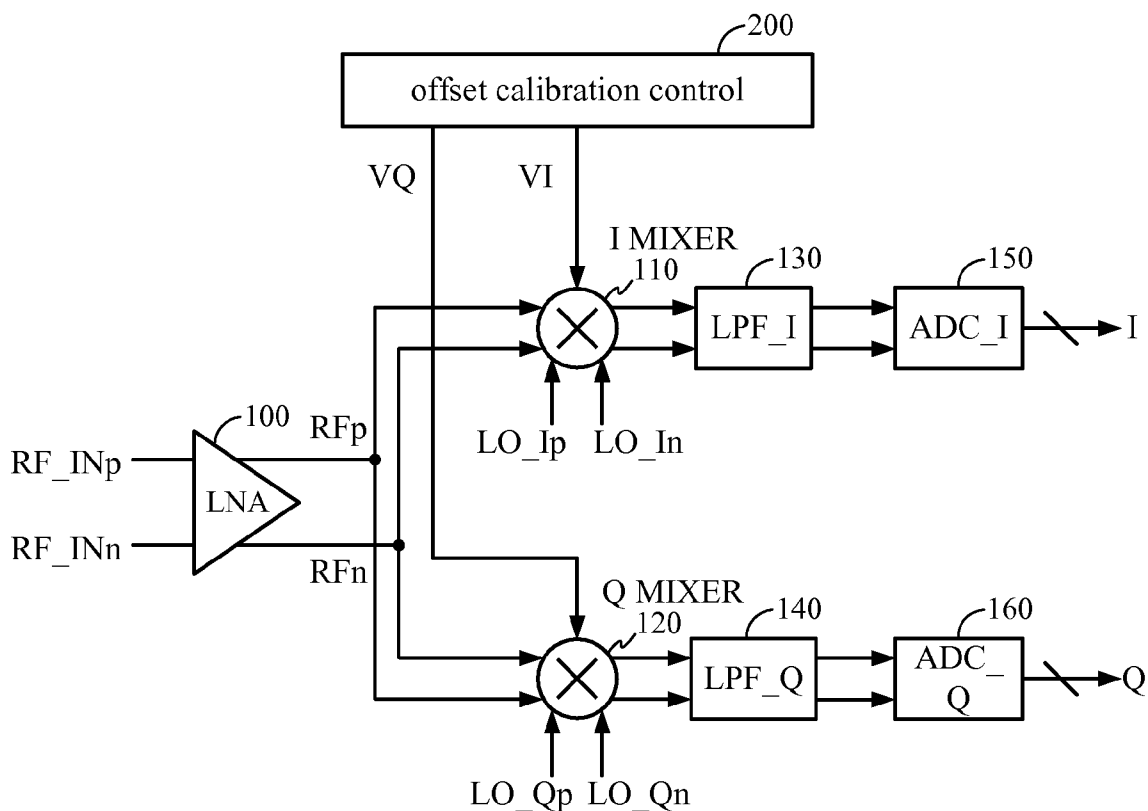 200
offset calibration control
VQ
VI
I MIXER
110
130
150
LPF_I
ADC_I
I
LO_Ip
LO_In
100
RFp
RF_INp
LNA
RF_INn
RFn
Q MIXER
120
140
160
LPF_Q
ADC_
Q
Q
LO_Qp
LO_Qn